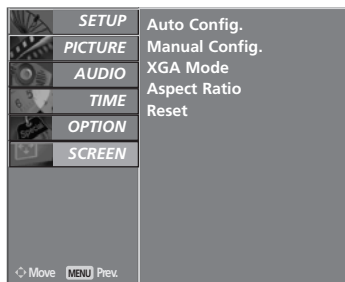 SETUP
PICTURE
AUDIO
TIME
OPTION
SCREEN
Auto Config.
Manual Config.
XGA Mode
Aspect Ratio
Reset
Move MENU Prev.